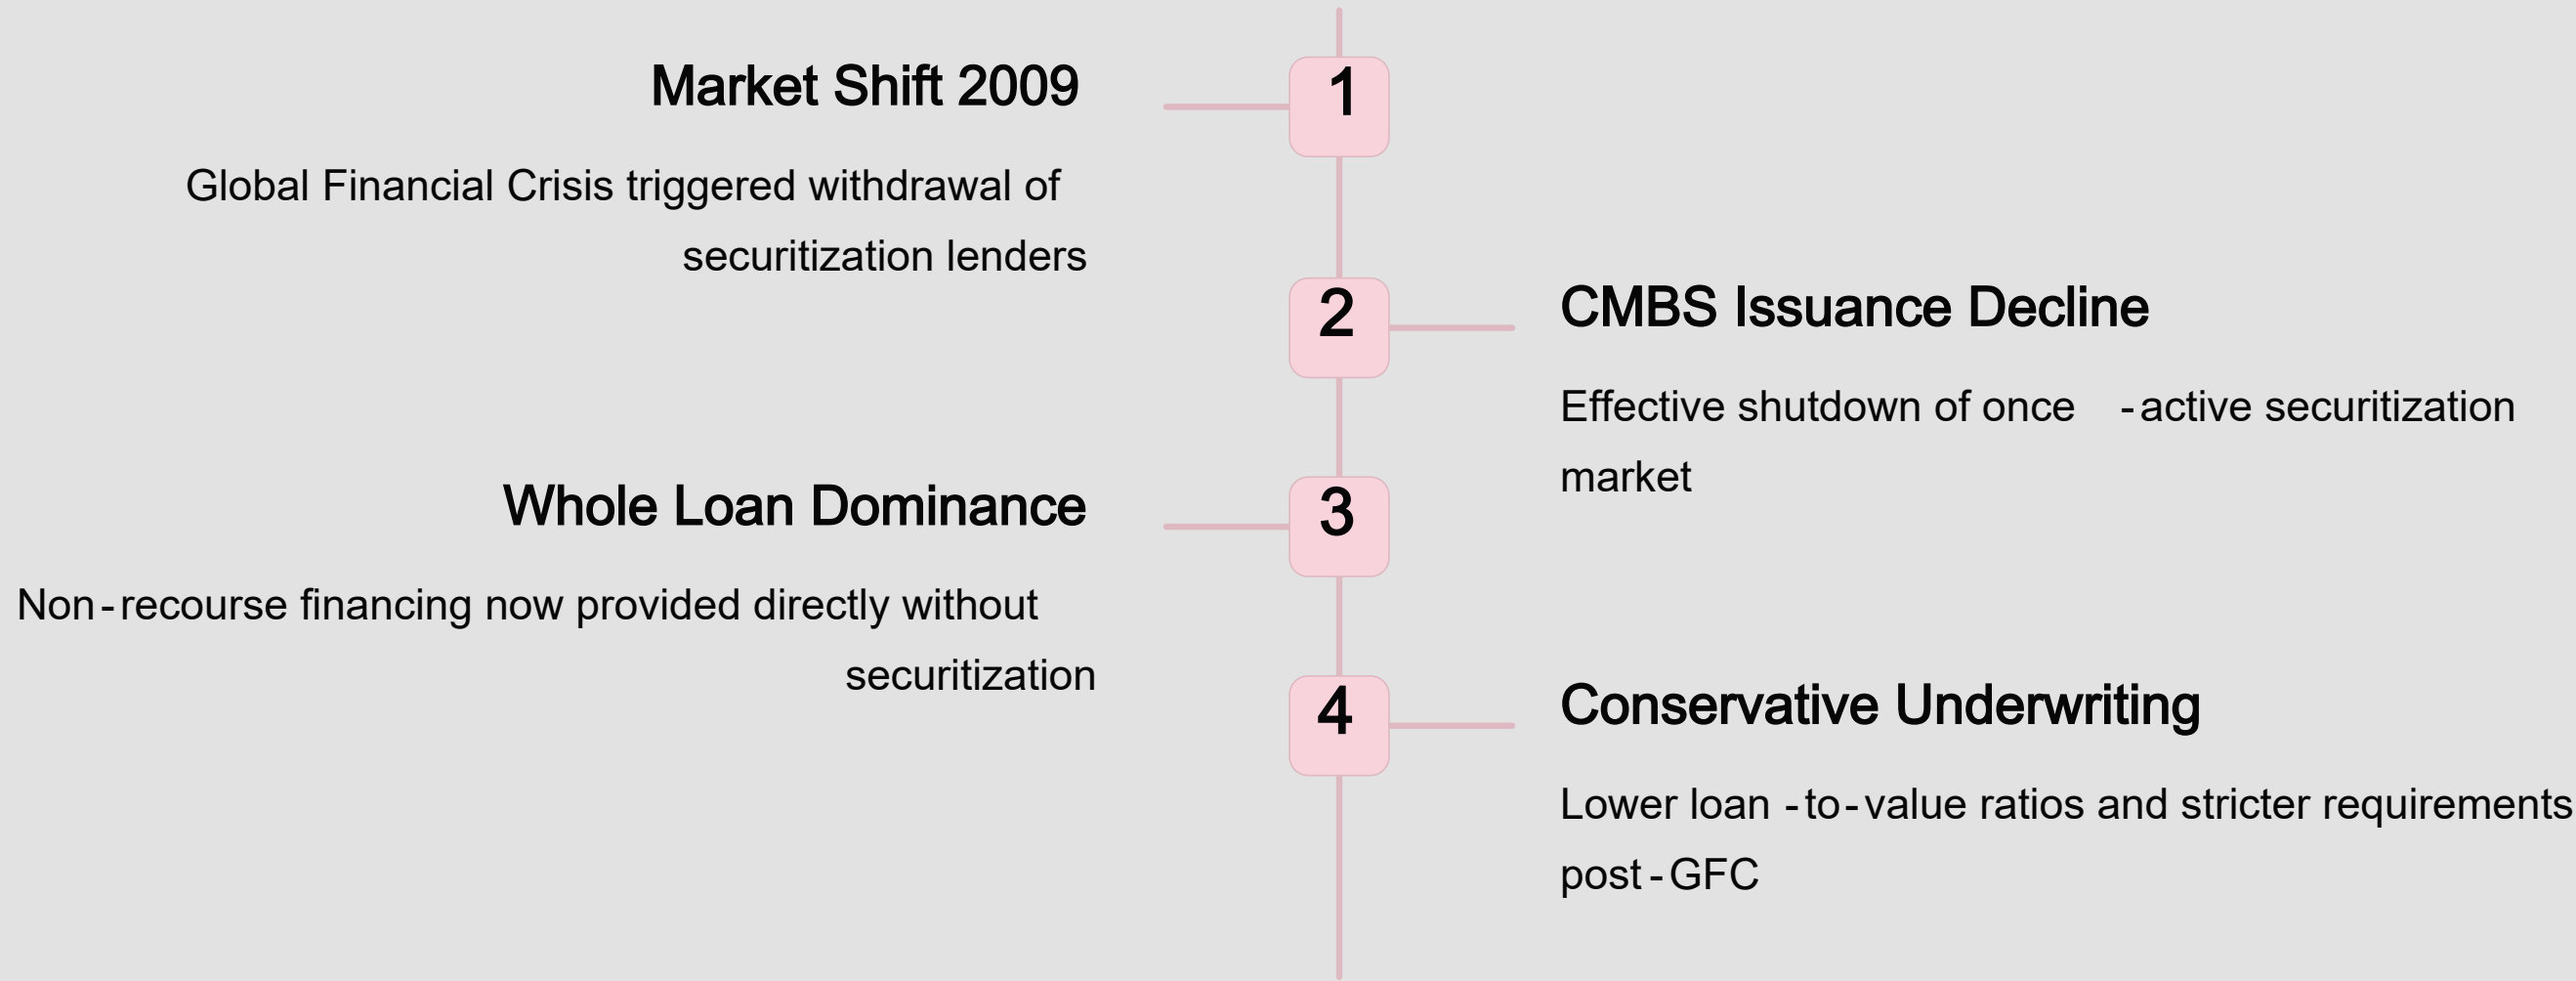 1
Market Shift 2009
Global Financial Crisis triggered withdrawal of
securitization lenders
2
CMBS Issuance Decline
Effective shutdown of once -active securitization
market
3
Whole Loan Dominance
Non-recourse financing now provided directly without
securitization
4
Conservative Underwriting
Lower loan -to-value ratios and stricter requirements
post-GFC